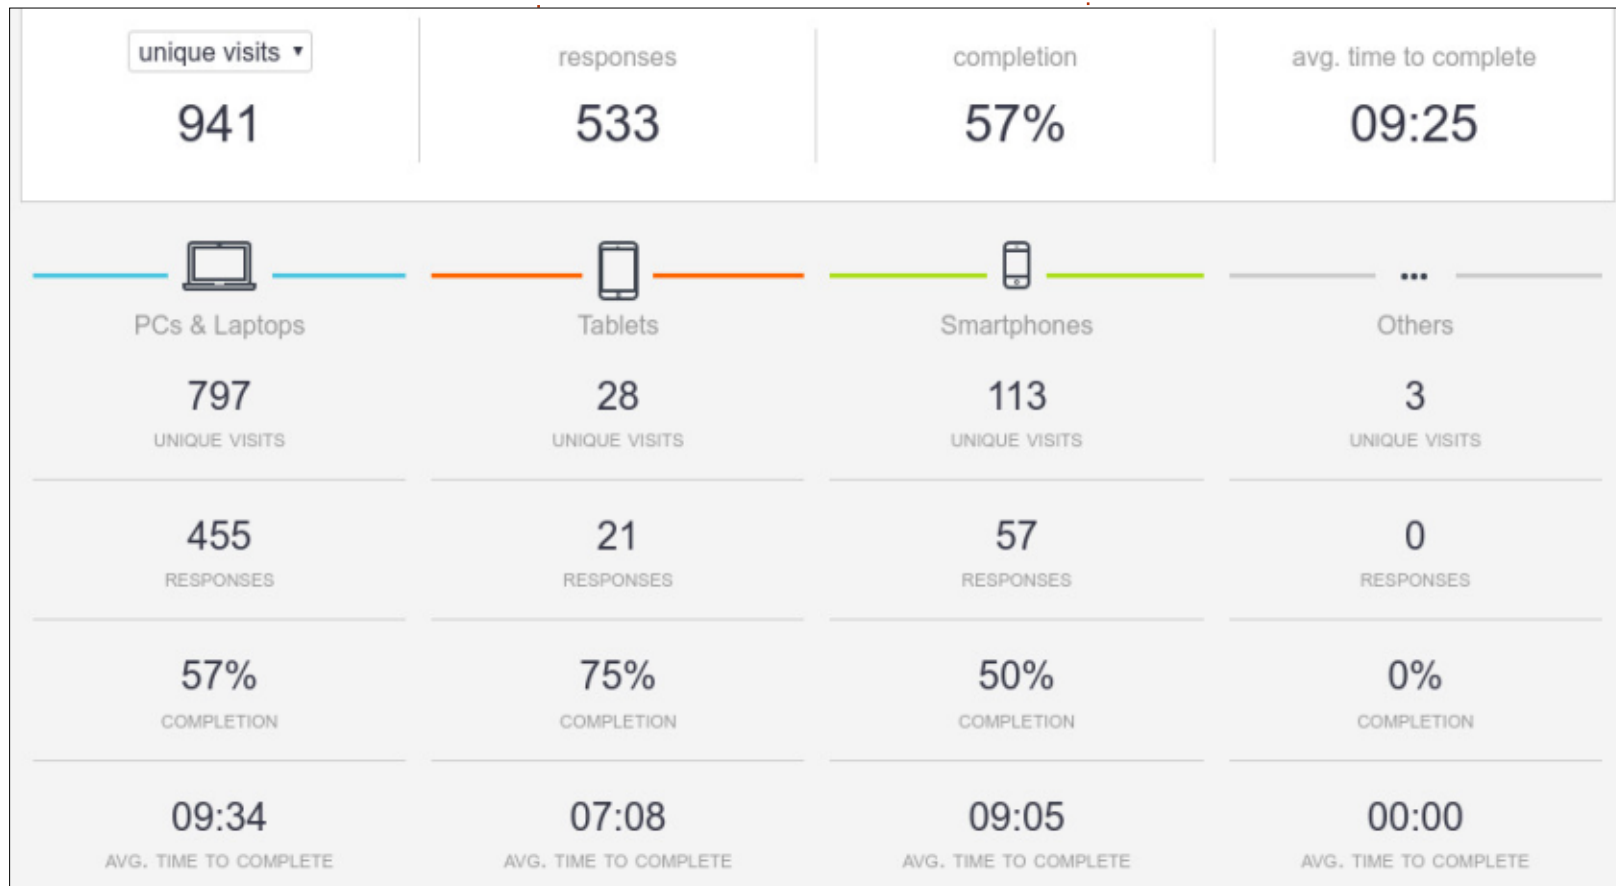 unique visits ▾ responses completion avg. time to complete
941 533 57% 09:25
PCs & Laptops Tablets Smartphones Others
797 28 113 3
UNIQUE VISITS UNIQUE VISITS UNIQUE VISITS UNIQUE VISITS
455 21 57 0
RESPONSES RESPONSES RESPONSES RESPONSES
57% 75% 50% 0%
COMPLETION COMPLETION COMPLETION COMPLETION
09:34 07:08 09:05 00:00
AVG. TIME TO COMPLETE AVG. TIME TO COMPLETE AVG. TIME TO COMPLETE AVG. TIME TO COMPLETE